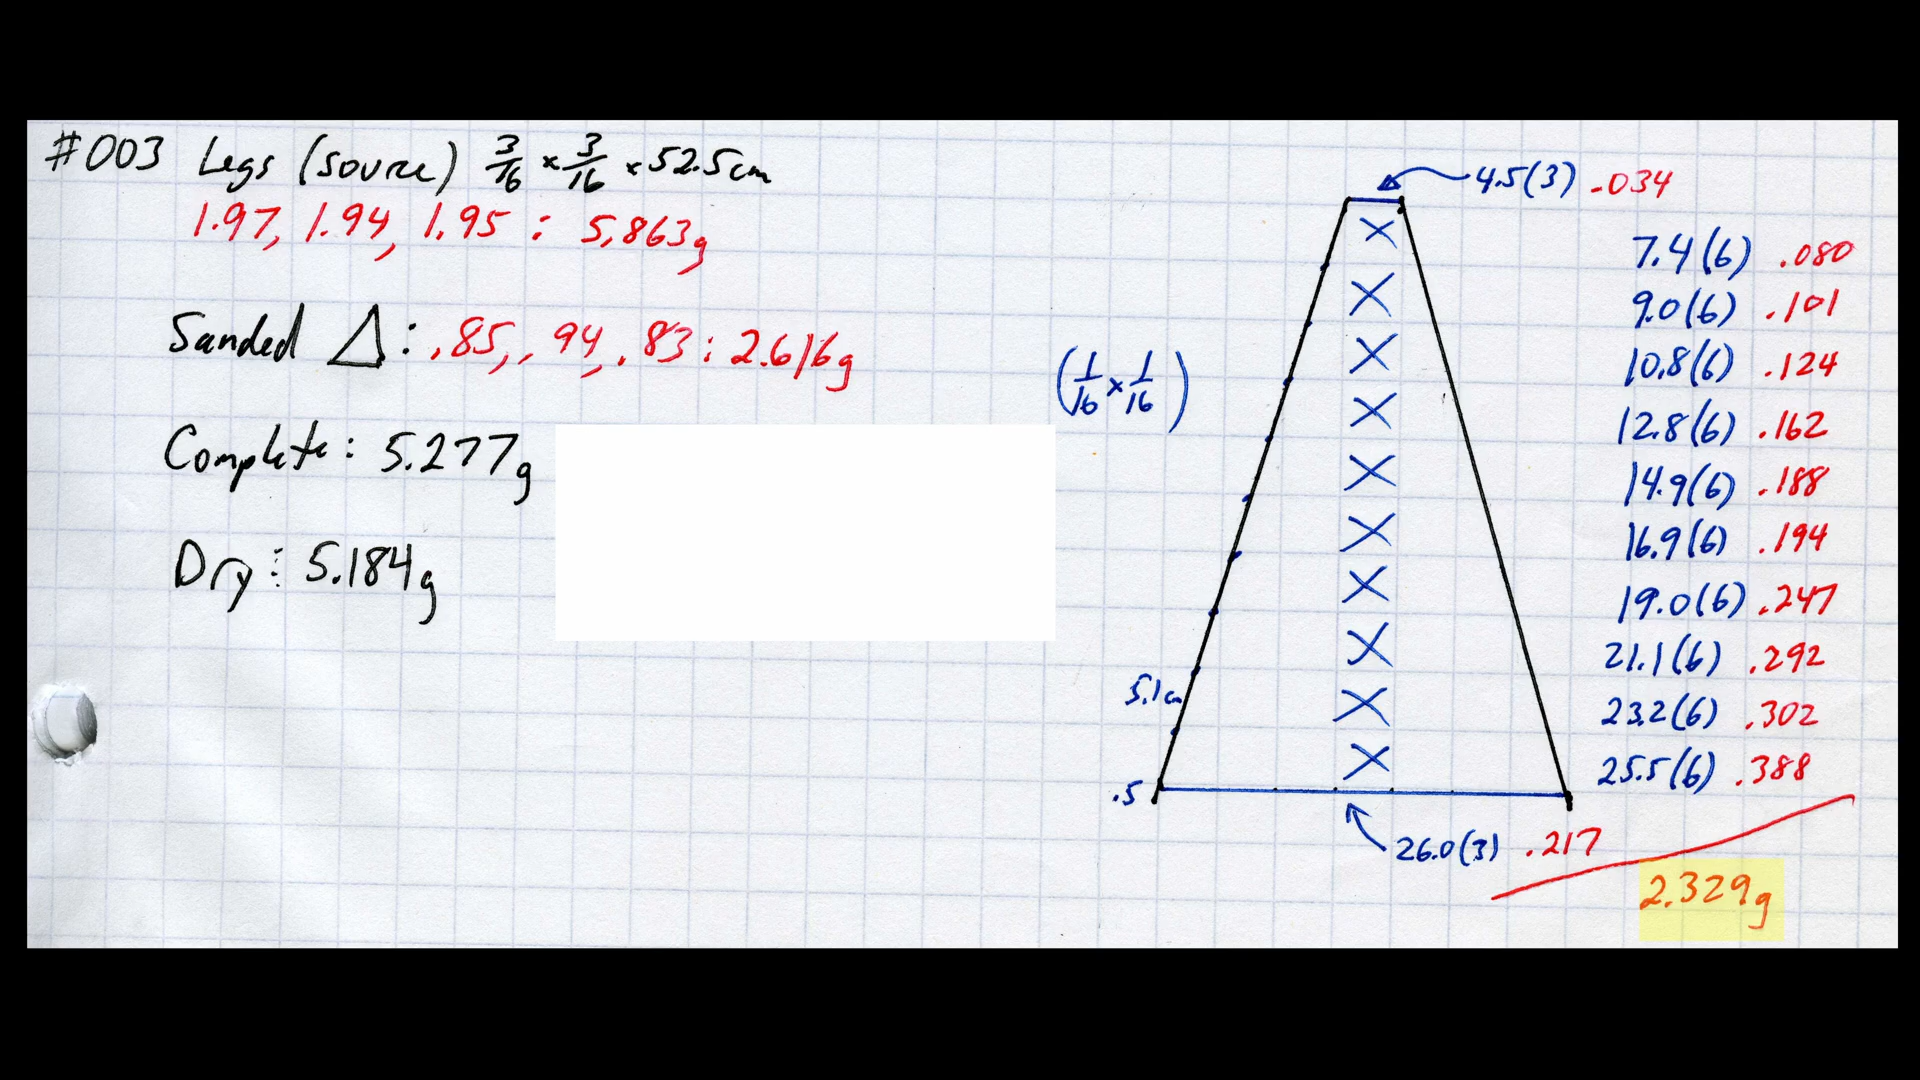 #003 Legs (source) 3/16 × 3/16 × 52.5cm
1.97, 1.94, 1.95 : 5.863g
Sanded Δ: .85, .94, .83 : 2.616g
Complete: 5.277g
Dry: 5.184g
(1/16 × 1/16)
5.1cm
.5
4.5(3) .034
7.4(6) .080
9.0(6) .101
10.8(6) .124
12.8(6) .162
14.9(6) .188
16.9(6) .194
19.0(6) .247
21.1(6) .292
23.2(6) .302
25.5(6) .388
26.0(3) .217
2.329g